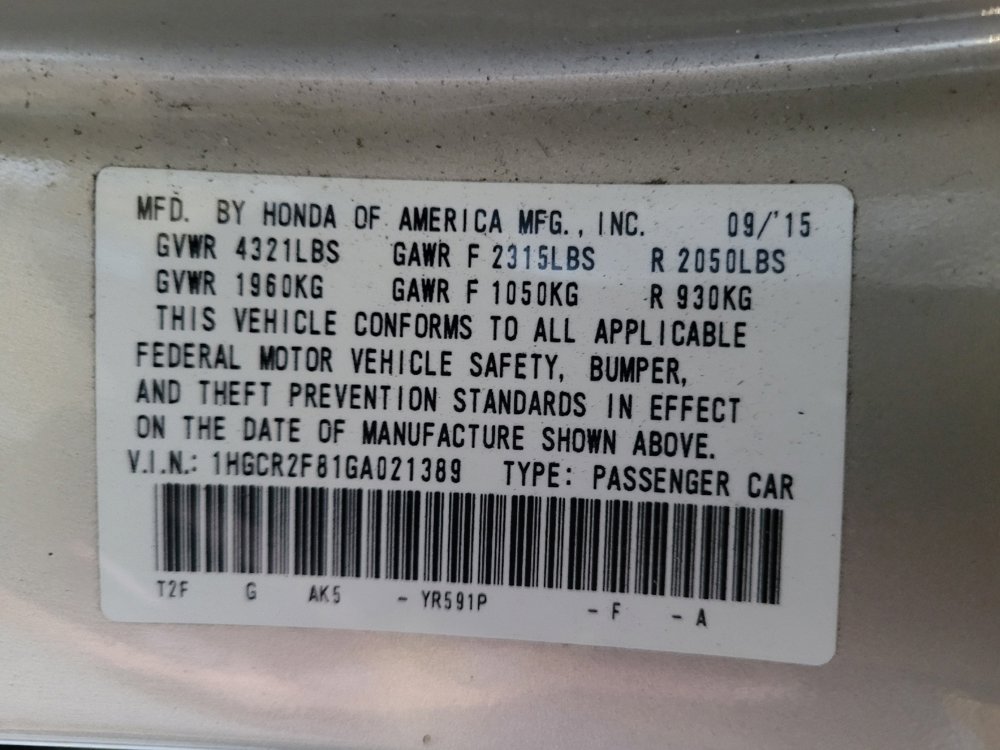 MFD. BY HONDA OF AMERICA MFG., INC. 09/'15
GVWR 4321LBS GAWR F 2315LBS R 2050LBS
GVWR 1960KG GAWR F 1050KG R 930KG
THIS VEHICLE CONFORMS TO ALL APPLICABLE
FEDERAL MOTOR VEHICLE SAFETY, BUMPER,
AND THEFT PREVENTION STANDARDS IN EFFECT
ON THE DATE OF MANUFACTURE SHOWN ABOVE.
V.I.N.: 1HGCR2F81GA021389 TYPE: PASSENGER CAR
T2F G AK5 - YR591P - F - A